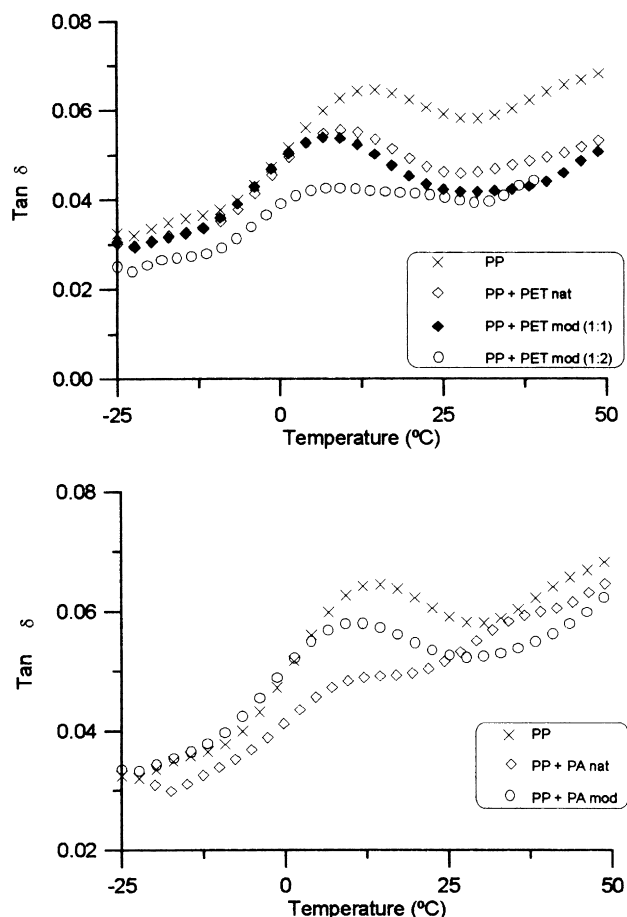 0.08
0.06
0.04
0.02
0.00
Tan δ
-25
0
25
50
Temperature (ºC)
PP
PP + PET nat
PP + PET mod (1:1)
PP + PET mod (1:2)
0.08
0.06
0.04
0.02
Tan δ
-25
0
25
50
Temperature (ºC)
PP
PP + PA nat
PP + PA mod